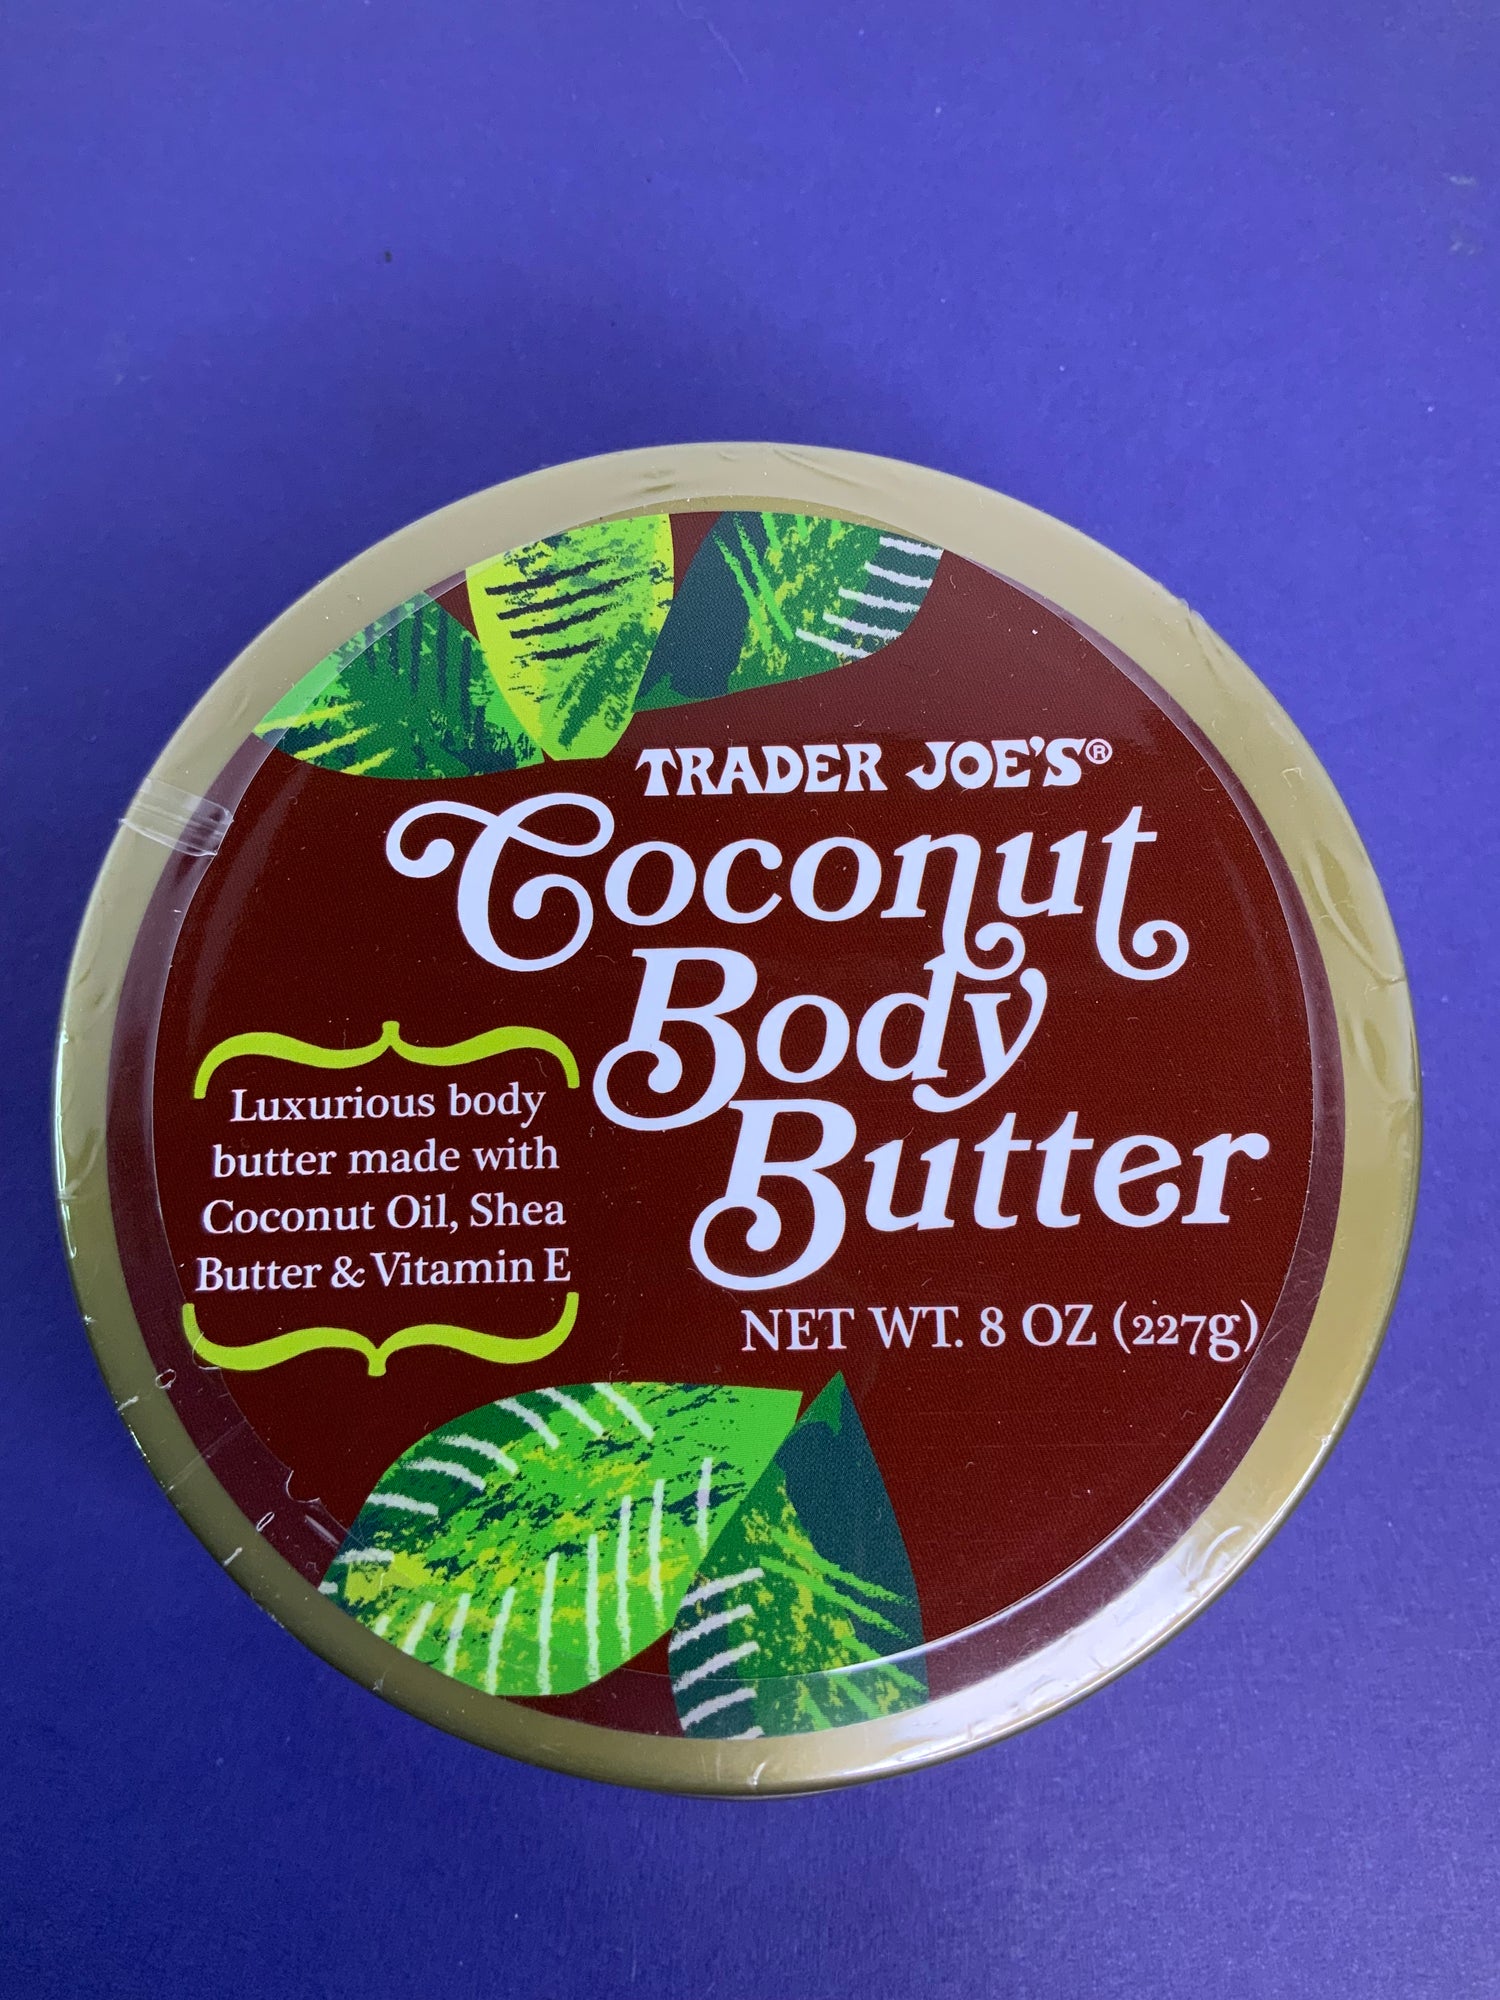 TRADER JOE'S®
Coconut
Body
Butter
Luxurious body
butter made with
Coconut Oil, Shea
Butter & Vitamin E
NET WT. 8 OZ (227g)